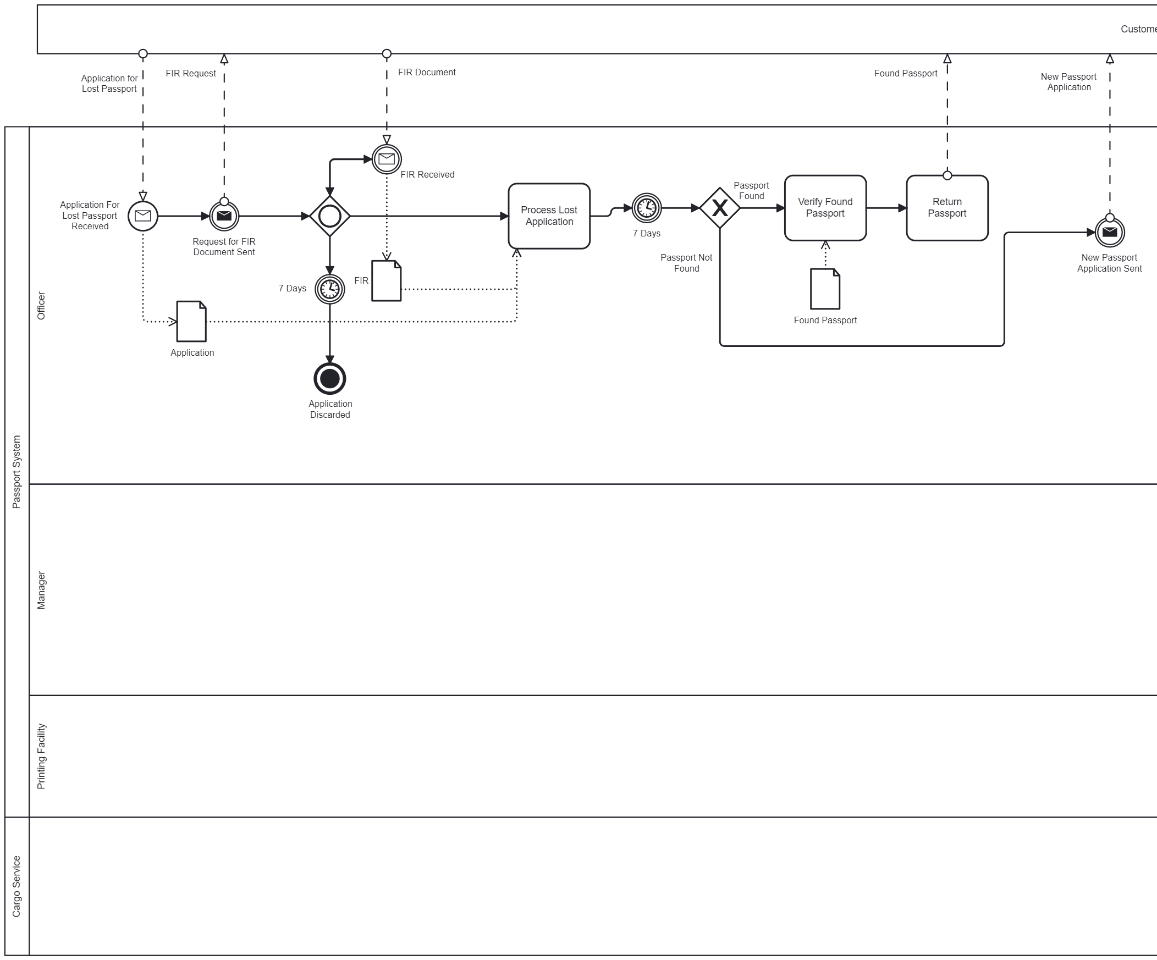 Custome
Application for
Lost Passport
FIR Request
FIR Document
Found Passport
New Passport
Application
Application For
Lost Passport
Received
Request for FIR
Document Sent
FIR Received
7 Days
FIR
Application
Application
Discarded
Process Lost
Application
7 Days
Passport
Found
Passport Not
Found
Verify Found
Passport
Found Passport
Return
Passport
New Passport
Application Sent
Passport System
Officer
Manager
Printing Facility
Cargo Service